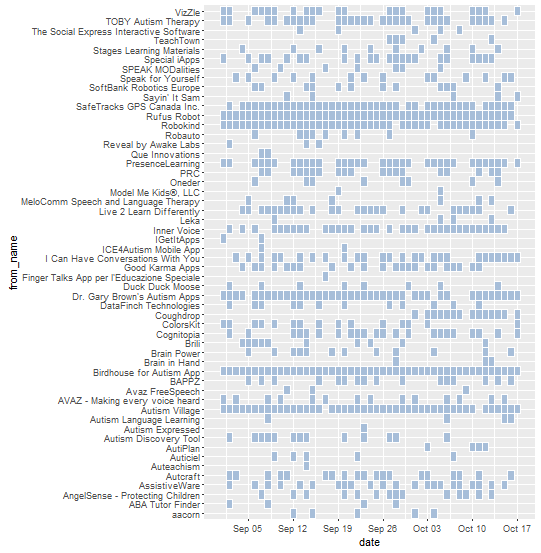 VizZle
TOBY Autism Therapy
The Social Express Interactive Software
TeachTown
Stages Learning Materials
Special iApps
SPEAK MODalities
Speak for Yourself
SoftBank Robotics Europe
Sayin' It Sam
SafeTracks GPS Canada Inc.
Rufus Robot
Robokind
Robauto
Reveal by Awake Labs
Que Innovations
PresenceLearning
PRC
Oneder
Model Me Kids®, LLC
MeloComm Speech and Language Therapy
Live 2 Learn Differently
Leka
Inner Voice
IGetItApps
ICE4Autism Mobile App
I Can Have Conversations With You
Good Karma Apps
Finger Talks App per l'Educazione Speciale
Duck Duck Moose
Dr. Gary Brown's Autism Apps
DataFinch Technologies
Coughdrop
ColorsKit
Cognitopia
Brili
Brain Power
Brain in Hand
Birdhouse for Autism App
BAPPZ
Avaz FreeSpeech
AVAZ - Making every voice heard
Autism Village
Autism Language Learning
Autism Expressed
Autism Discovery Tool
AutiPlan
Auticiel
Auteachism
Autcraft
AssistiveWare
AngelSense - Protecting Children
ABA Tutor Finder
aacorn
from_name
Sep 05 Sep 12 Sep 19 Sep 26 Oct 03 Oct 10 Oct 17
date